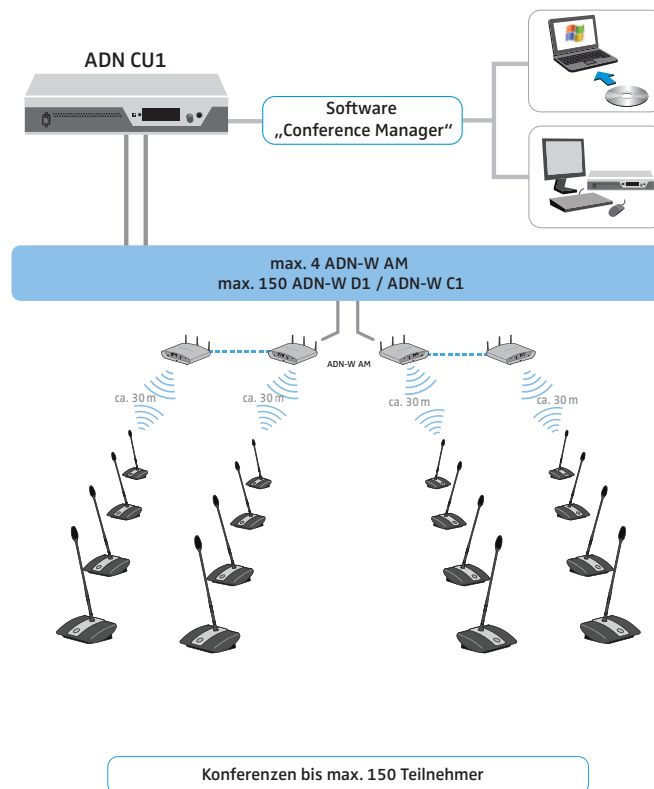 ADN CU1
Software
„Conference Manager“
max. 4 ADN-W AM
max. 150 ADN-W D1 / ADN-W C1
ADN-W AM
ca. 30 m
ca. 30 m
ca. 30 m
ca. 30 m
Konferenzen bis max. 150 Teilnehmer